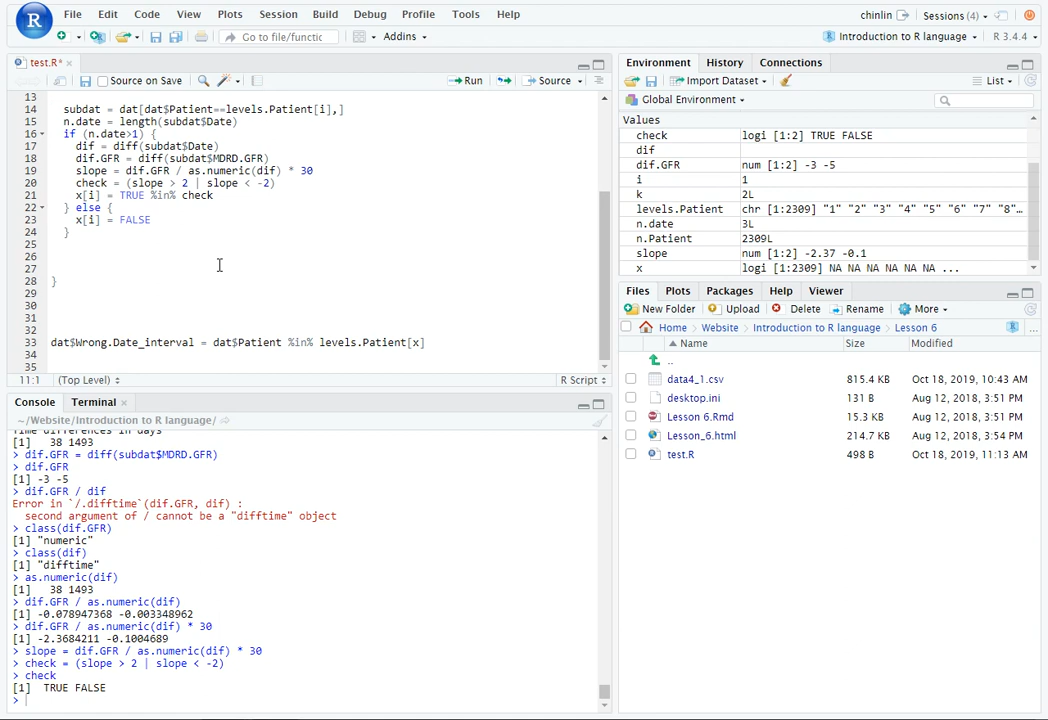 File Edit Code View Plots Session Build Debug Profile Tools Help
chinlin Sessions (4)
Go to file/functic Addins
Introduction to R language R 3.4.4
test.R*
Source on Save Run Source
13
14 subdat = dat[dat$Patient==levels.Patient[i],]
15 n.date = length(subdat$Date)
16 if (n.date>1) {
17 dif = diff(subdat$Date)
18 dif.GFR = diff(subdat$MDRD.GFR)
19 slope = dif.GFR / as.numeric(dif) * 30
20 check = (slope > 2 | slope < -2)
21 x[i] = TRUE %in% check
22 } else {
23 x[i] = FALSE
24 }
25
26
27
28 }
29
30
31
32
33 dat$Wrong.Date_interval = dat$Patient %in% levels.Patient[x]
34
35
11:1 (Top Level) R Script
Console Terminal
~/Website/Introduction to R language/
Time differences in days
[1] 38 1493
> dif.GFR = diff(subdat$MDRD.GFR)
> dif.GFR
[1] -3 -5
> dif.GFR / dif
Error in `/.difftime`(dif.GFR, dif) :
second argument of / cannot be a "difftime" object
> class(dif.GFR)
[1] "numeric"
> class(dif)
[1] "difftime"
> as.numeric(dif)
[1] 38 1493
> dif.GFR / as.numeric(dif)
[1] -0.078947368 -0.003348962
> dif.GFR / as.numeric(dif) * 30
[1] -2.3684211 -0.1004689
> slope = dif.GFR / as.numeric(dif) * 30
> check = (slope > 2 | slope < -2)
> check
[1] TRUE FALSE
>
Environment History Connections
Import Dataset List
Global Environment
Values
check logi [1:2] TRUE FALSE
dif
dif.GFR num [1:2] -3 -5
i 1
k 2L
levels.Patient chr [1:2309] "1" "2" "3" "4" "5" "6" "7" "8"…
n.date 3L
n.Patient 2309L
slope num [1:2] -2.37 -0.1
x logi [1:2309] NA NA NA NA NA NA ...
Files Plots Packages Help Viewer
New Folder Upload Delete Rename More
Home Website Introduction to R language Lesson 6 ...
Name Size Modified
..
data4_1.csv 815.4 KB Oct 18, 2019, 10:43 AM
desktop.ini 131 B Aug 12, 2018, 3:51 PM
Lesson 6.Rmd 15.3 KB Aug 12, 2018, 3:51 PM
Lesson_6.html 214.7 KB Aug 12, 2018, 3:54 PM
test.R 498 B Oct 18, 2019, 11:13 AM